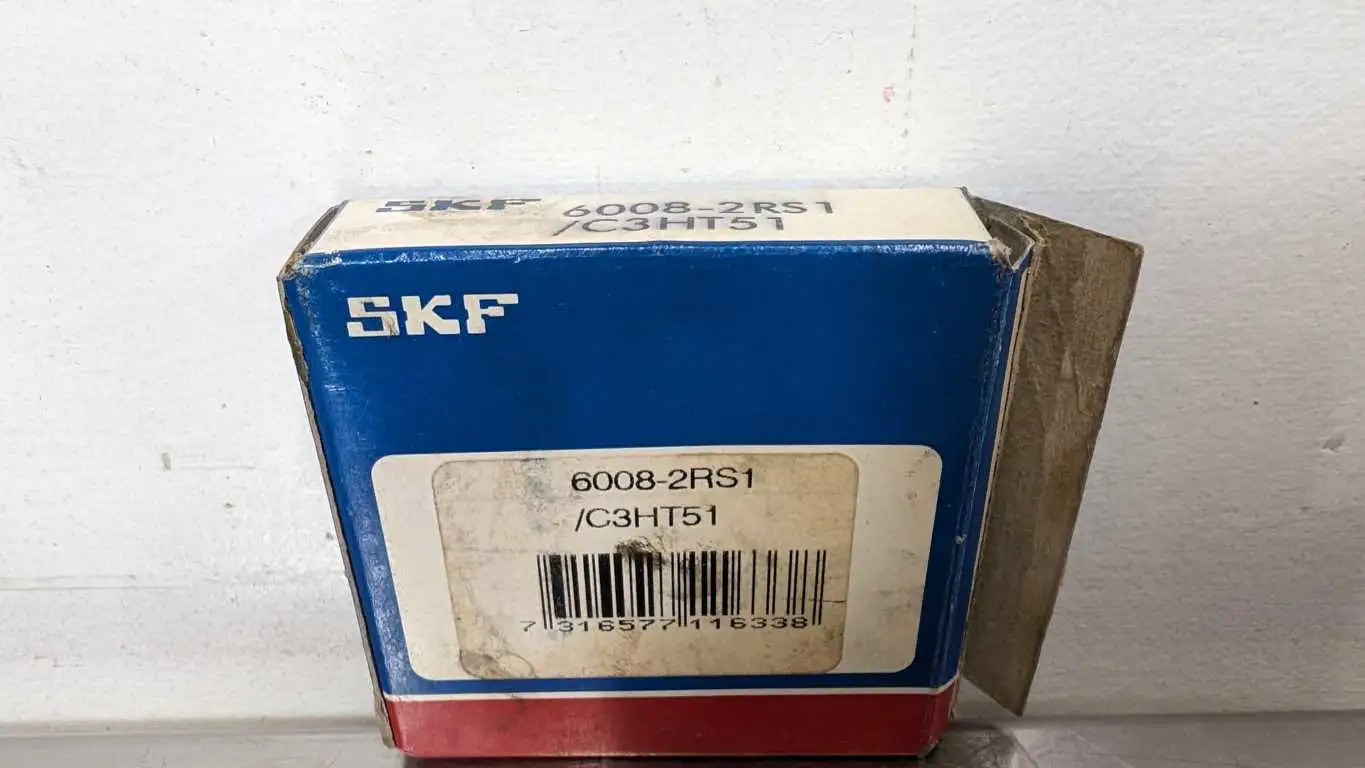 SKF 6008-2RS1
/C3HT51
SKF
6008-2RS1
/C3HT51
7 316577 116338